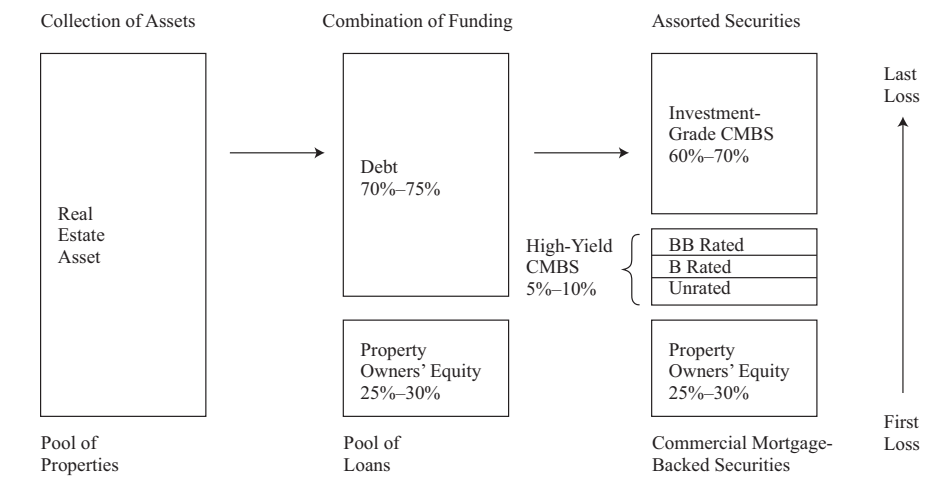 Collection of Assets
Combination of Funding
Assorted Securities
Real
Estate
Asset
Debt
70%–75%
Property
Owners’ Equity
25%–30%
High-Yield
CMBS
5%–10%
Investment-
Grade CMBS
60%–70%
BB Rated
B Rated
Unrated
Property
Owners’ Equity
25%–30%
Last
Loss
First
Loss
Pool of
Properties
Pool of
Loans
Commercial Mortgage-
Backed Securities